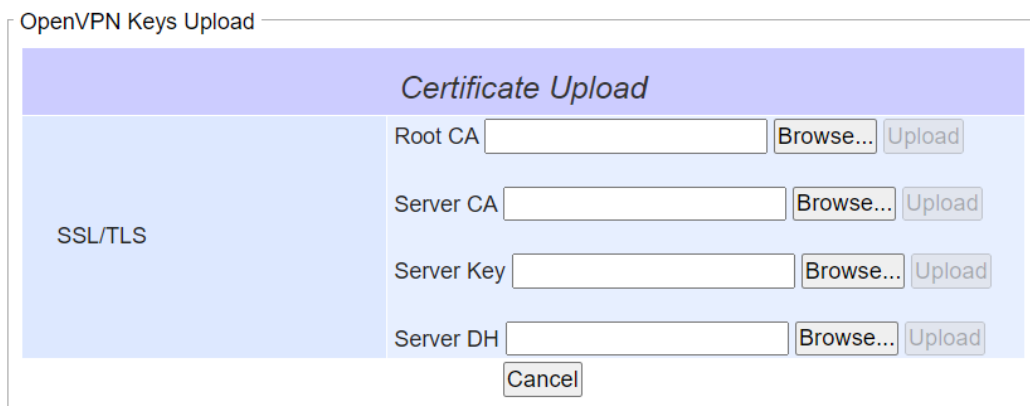 OpenVPN Keys Upload
Certificate Upload
Root CA Browse... Upload
Server CA Browse... Upload
SSL/TLS
Server Key Browse... Upload
Server DH Browse... Upload
Cancel